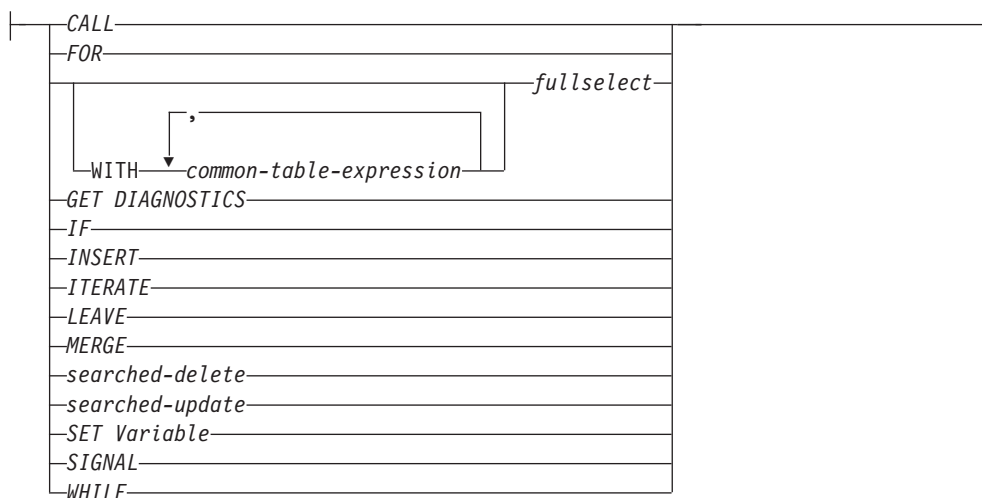 CALL
FOR
fullselect
,
WITH common-table-expression
GET DIAGNOSTICS
IF
INSERT
ITERATE
LEAVE
MERGE
searched-delete
searched-update
SET Variable
SIGNAL
WHILE